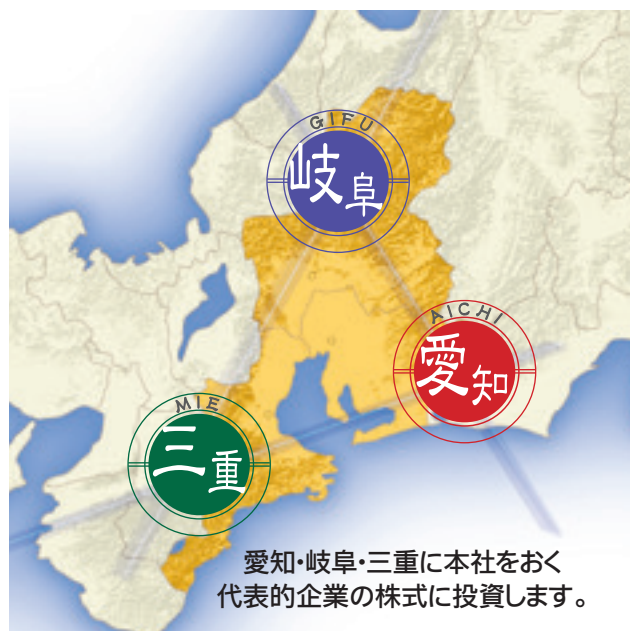 GIFU
岐阜
AICHI
愛知
MIE
三重
愛知・岐阜・三重に本社をおく
代表的企業の株式に投資します。